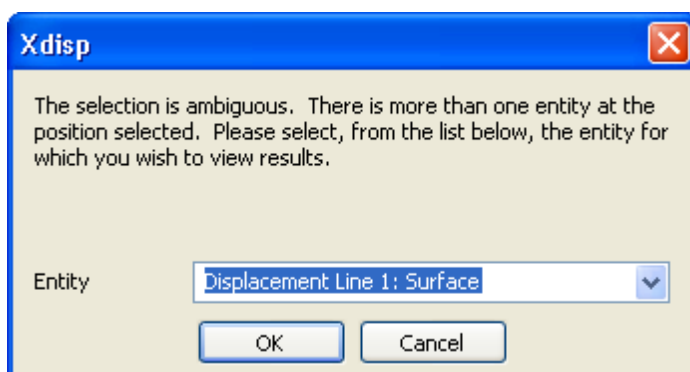 Xdisp
The selection is ambiguous.  There is more than one entity at the
position selected.  Please select, from the list below, the entity for
which you wish to view results.
Entity
Displacement Line 1: Surface
OK
Cancel